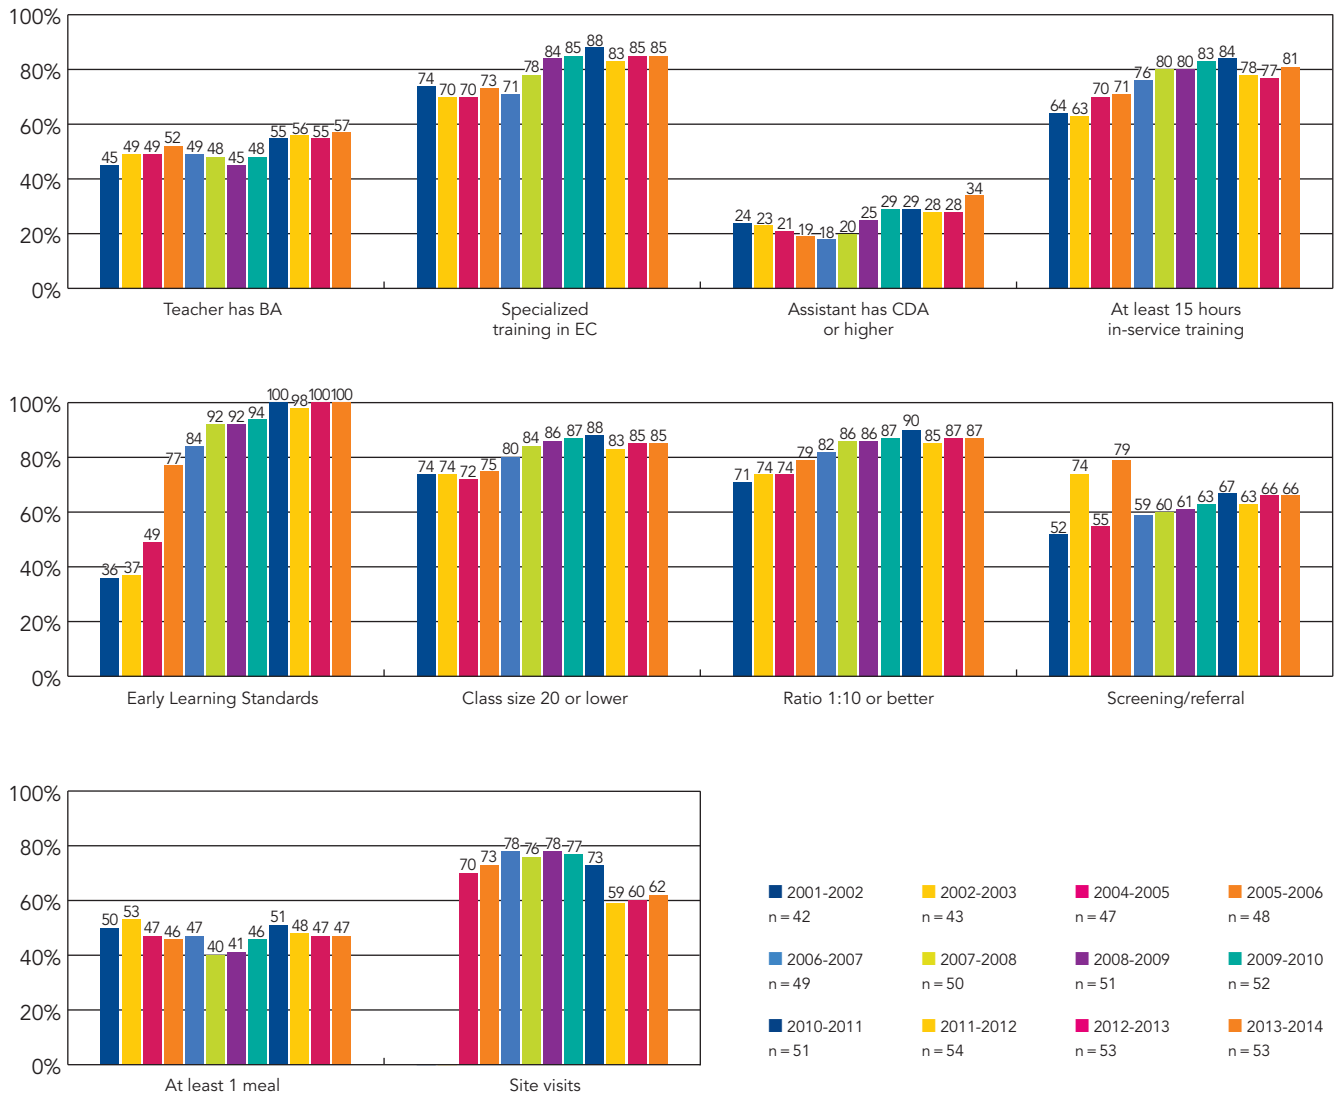 100%
80%
60%
40%
20%
0%
45 49 49 52 49 48 45 48 55 56 55 57
74 70 70 73 71 78 84 85 88 83 85 85
24 23 21 19 18 20 25 29 29 28 28 34
64 63 70 71 76 80 80 83 84 78 77 81
Teacher has BA
Specialized
training in EC
Assistant has CDA
or higher
At least 15 hours
in-service training
100%
80%
60%
40%
20%
0%
36 37 49 77 84 92 92 94 100 98 100 100
74 74 72 75 80 84 86 87 88 83 85 85
71 74 74 79 82 86 86 87 90 85 87 87
52 74 55 79 59 60 61 63 67 63 66 66
Early Learning Standards
Class size 20 or lower
Ratio 1:10 or better
Screening/referral
100%
80%
60%
40%
20%
0%
50 53 47 46 47 40 41 46 51 48 47 47
70 73 78 76 78 77 73 59 60 62
At least 1 meal
Site visits
2001-2002 2002-2003 2004-2005 2005-2006
n = 42 n = 43 n = 47 n = 48
2006-2007 2007-2008 2008-2009 2009-2010
n = 49 n = 50 n = 51 n = 52
2010-2011 2011-2012 2012-2013 2013-2014
n = 51 n = 54 n = 53 n = 53